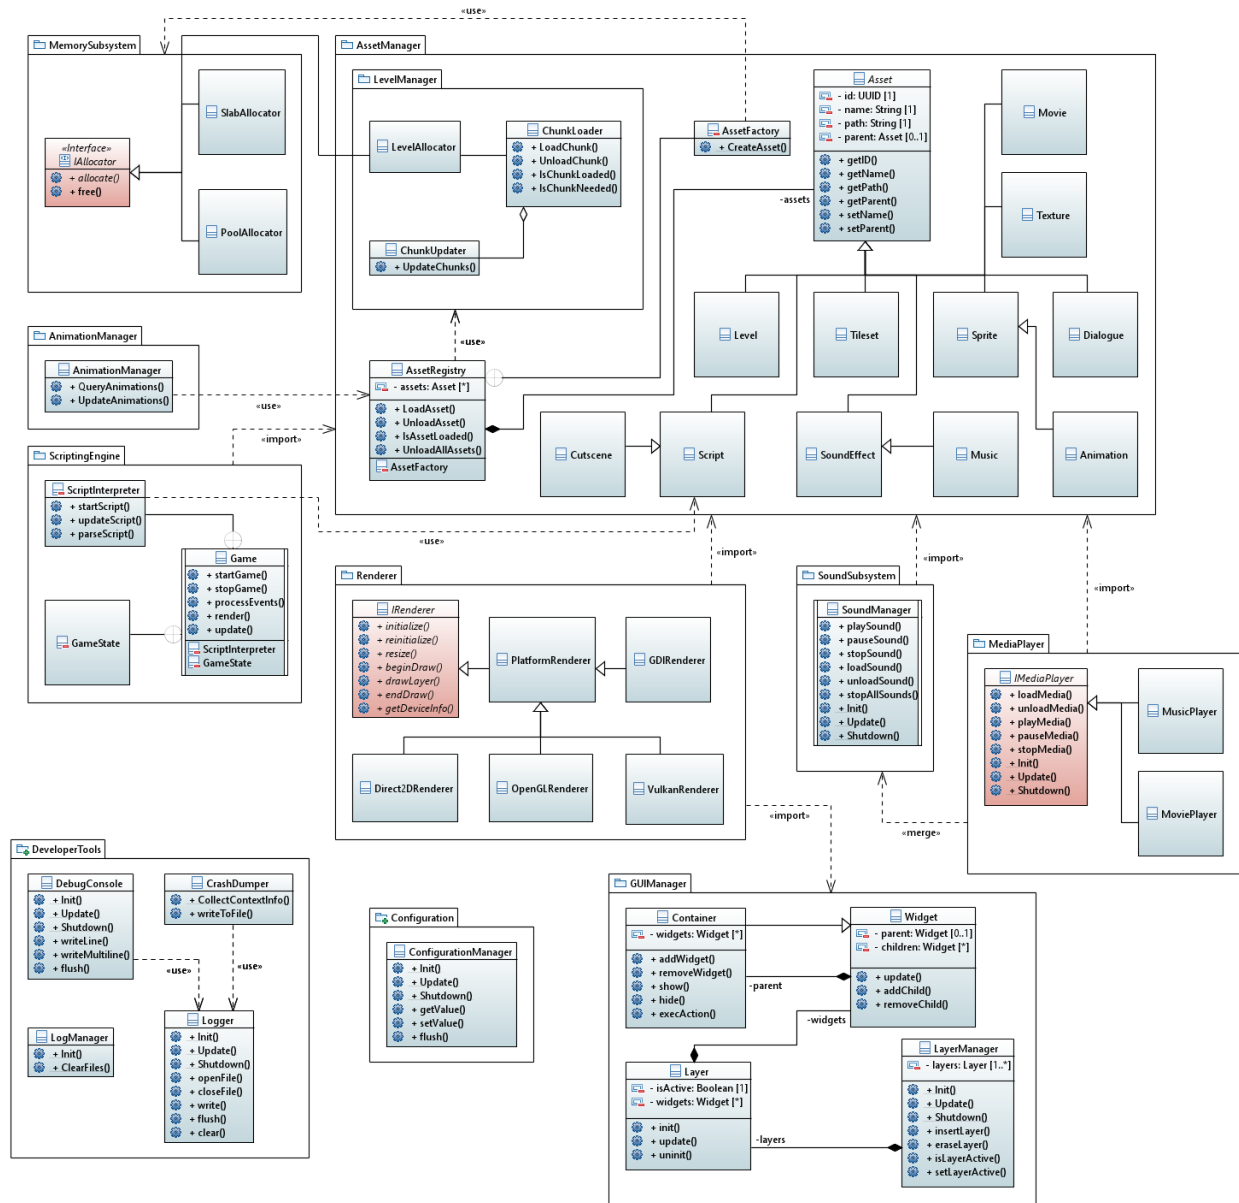 «use»
MemorySubsystem
SlabAllocator
«Interface»
IAllocator
+ allocate()
+ free()
PoolAllocator
AssetManager
LevelManager
LevelAllocator
ChunkLoader
+ LoadChunk()
+ UnloadChunk()
+ IsChunkLoaded()
+ IsChunkNeeded()
ChunkUpdater
+ UpdateChunks()
AssetFactory
+ CreateAsset()
Asset
- id: UUID [1]
- name: String [1]
- path: String [1]
- parent: Asset [0..1]
+ getID()
+ getName()
+ getPath()
+ getParent()
+ setName()
+ setParent()
-assets
Movie
Texture
Level
Tileset
Sprite
Dialogue
«use»
AssetRegistry
- assets: Asset [*]
+ LoadAsset()
+ UnloadAsset()
+ IsAssetLoaded()
+ UnloadAllAssets()
AssetFactory
Cutscene
Script
SoundEffect
Music
Animation
AnimationManager
AnimationManager
+ QueryAnimations()
+ UpdateAnimations()
«use»
«import»
ScriptingEngine
ScriptInterpreter
+ startScript()
+ updateScript()
+ parseScript()
«use»
Game
+ startGame()
+ stopGame()
+ processEvents()
+ render()
+ update()
ScriptInterpreter
GameState
GameState
«import»
«import»
«import»
Renderer
IRenderer
+ initialize()
+ reinitialize()
+ resize()
+ beginDraw()
+ drawLayer()
+ endDraw()
+ getDeviceInfo()
PlatformRenderer
GDIRenderer
Direct2DRenderer
OpenGLRenderer
VulkanRenderer
SoundSubsystem
SoundManager
+ playSound()
+ pauseSound()
+ stopSound()
+ loadSound()
+ unloadSound()
+ stopAllSounds()
+ Init()
+ Update()
+ Shutdown()
MediaPlayer
IMediaPlayer
+ loadMedia()
+ unloadMedia()
+ playMedia()
+ pauseMedia()
+ stopMedia()
+ Init()
+ Update()
+ Shutdown()
MusicPlayer
MoviePlayer
«import»
«merge»
DeveloperTools
DebugConsole
+ Init()
+ Update()
+ Shutdown()
+ writeLine()
+ writeMultiline()
+ flush()
CrashDumper
+ CollectContextInfo()
+ writeToFile()
«use»
«use»
LogManager
+ Init()
+ ClearFiles()
Logger
+ Init()
+ Update()
+ Shutdown()
+ openFile()
+ closeFile()
+ write()
+ flush()
+ clear()
Configuration
ConfigurationManager
+ Init()
+ Update()
+ Shutdown()
+ getValue()
+ setValue()
+ flush()
GUIManager
Container
- widgets: Widget [*]
+ addWidget()
+ removeWidget()
+ show()
+ hide()
+ execAction()
-parent
Widget
- parent: Widget [0..1]
- children: Widget [*]
+ update()
+ addChild()
+ removeChild()
-widgets
Layer
- isActive: Boolean [1]
- widgets: Widget [*]
+ init()
+ update()
+ uninit()
-layers
LayerManager
- layers: Layer [1..*]
+ Init()
+ Update()
+ Shutdown()
+ insertLayer()
+ eraseLayer()
+ isLayerActive()
+ setLayerActive()